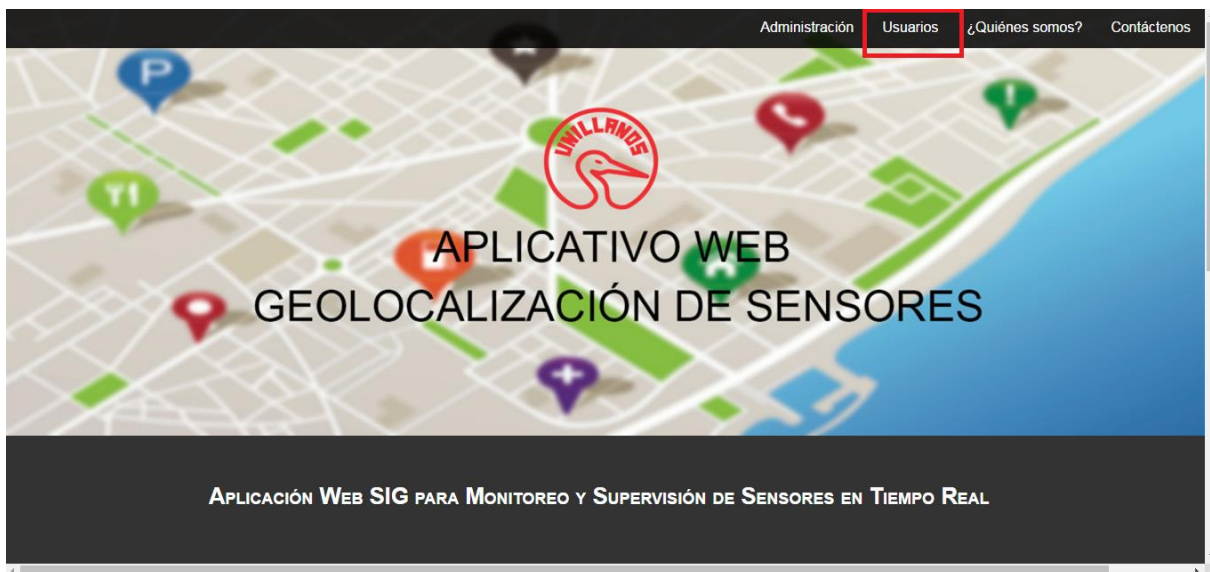 Administración Usuarios ¿Quiénes somos? Contáctenos
P
UNILLANOS
APLICATIVO WEB
GEOLOCALIZACIÓN DE SENSORES
APLICACIÓN WEB SIG PARA MONITOREO Y SUPERVISIÓN DE SENSORES EN TIEMPO REAL